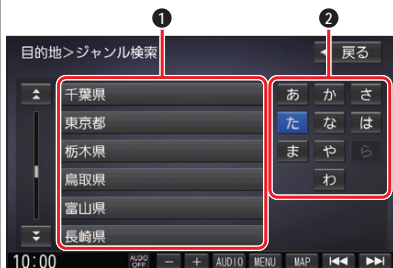 ❶ ❷
目的地>ジャンル検索 戻る
千葉県 あ か さ
東京都 た な は
栃木県 ま や ら
鳥取県 わ
富山県
長崎県
10:00 AUDIO OFF − + AUDIO MENU MAP